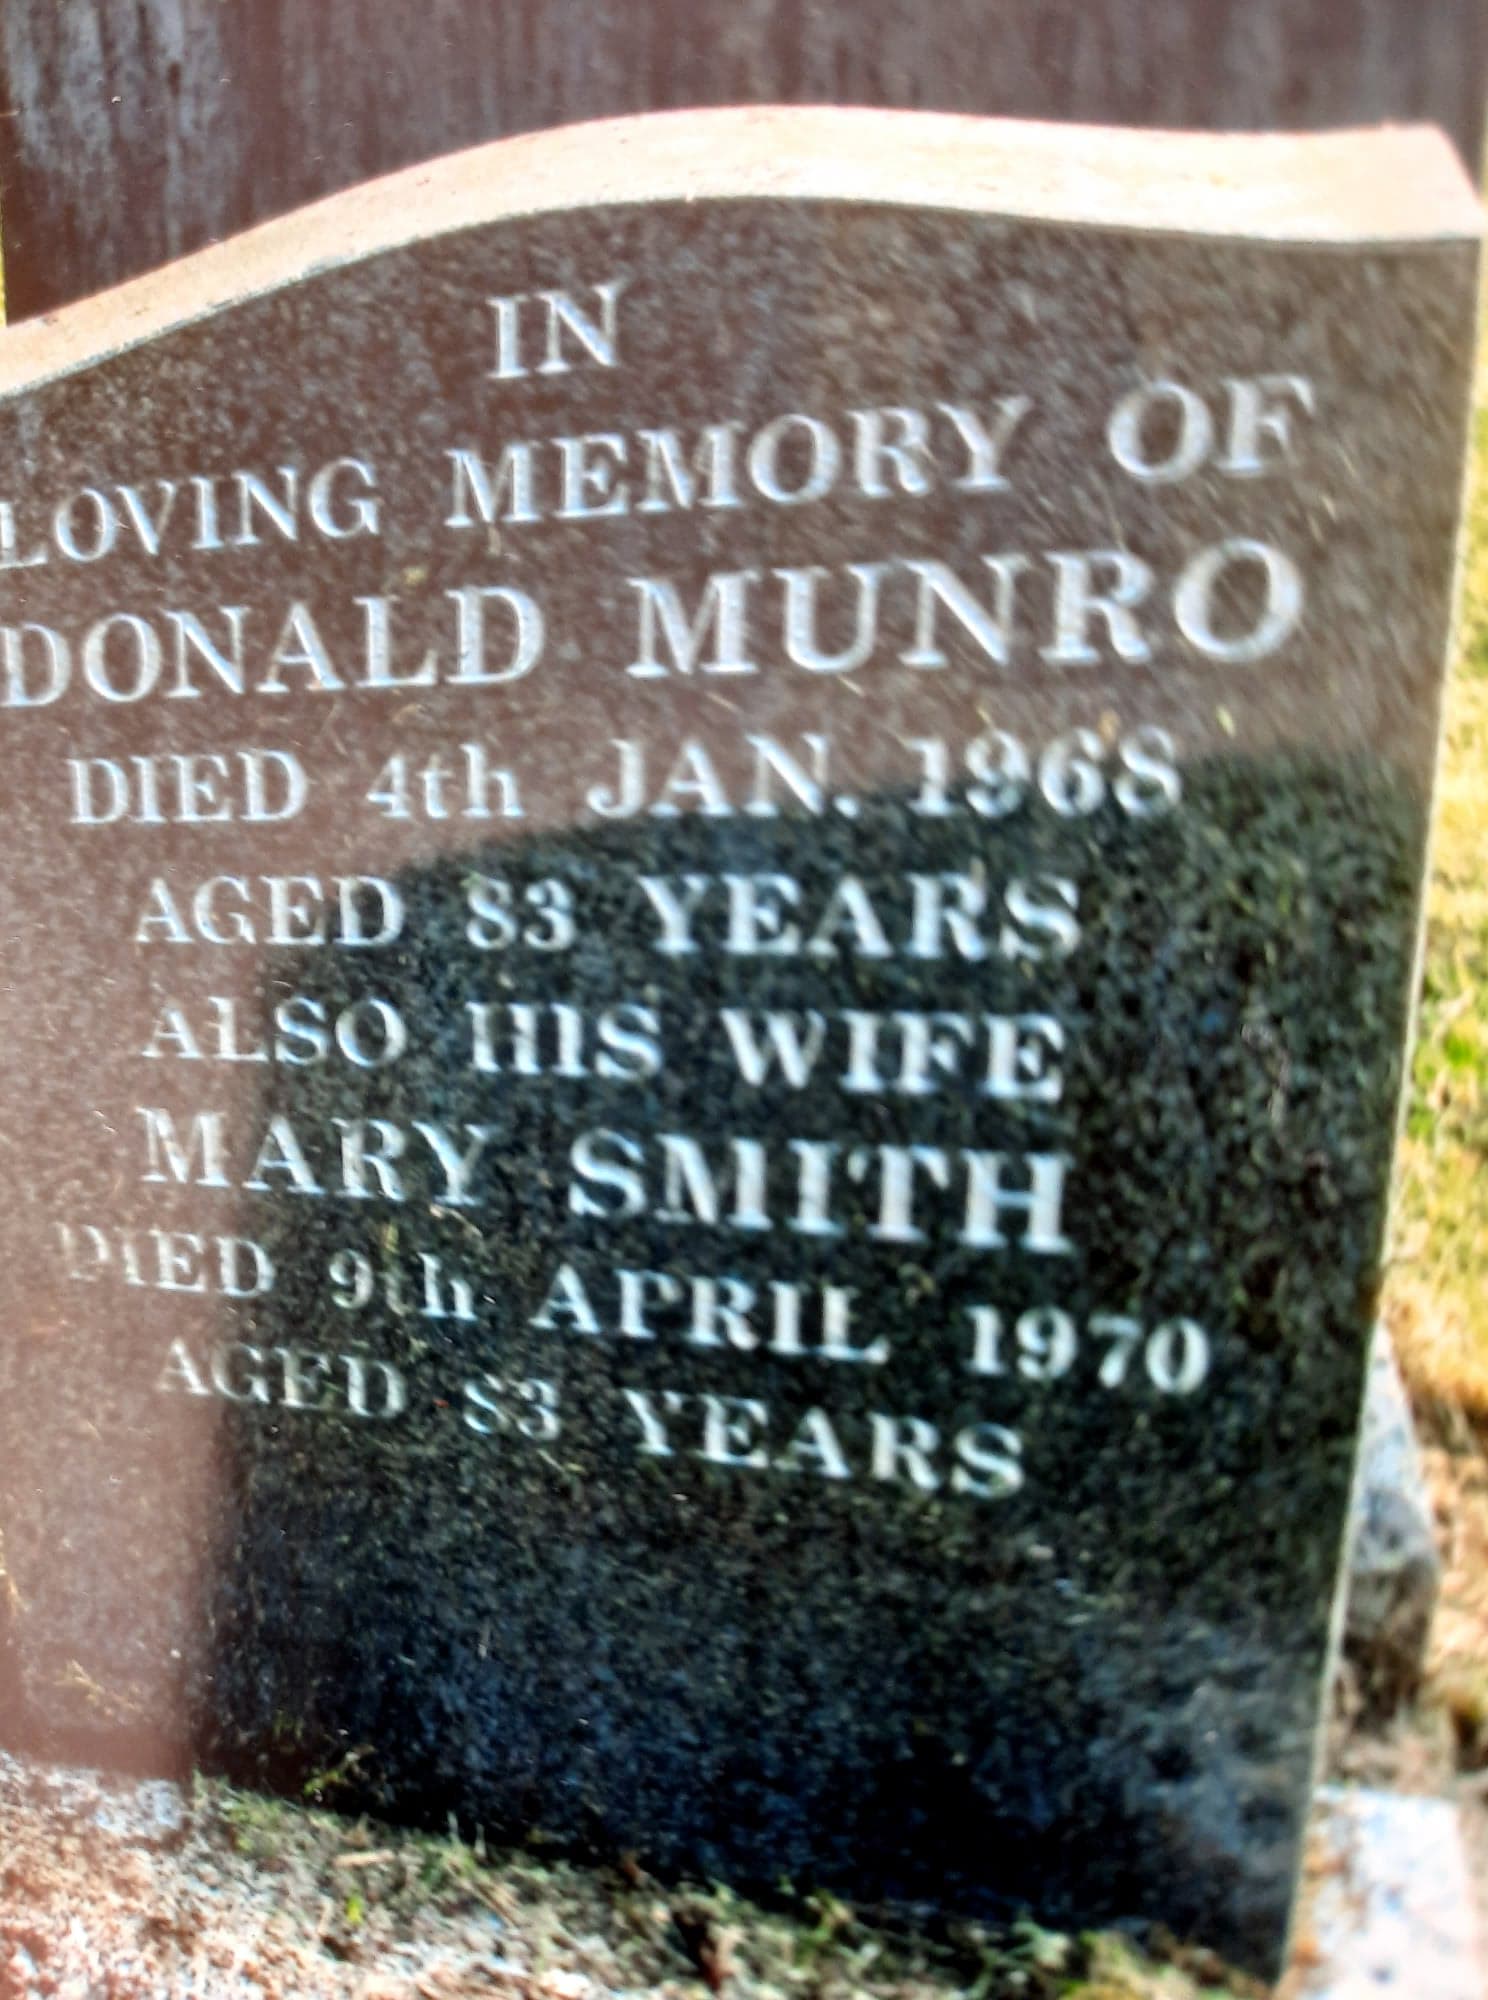 IN
LOVING MEMORY OF
DONALD MUNRO
DIED 4th JAN. 1968
AGED 83 YEARS
ALSO HIS WIFE
MARY SMITH
DIED 9th APRIL 1970
AGED 83 YEARS